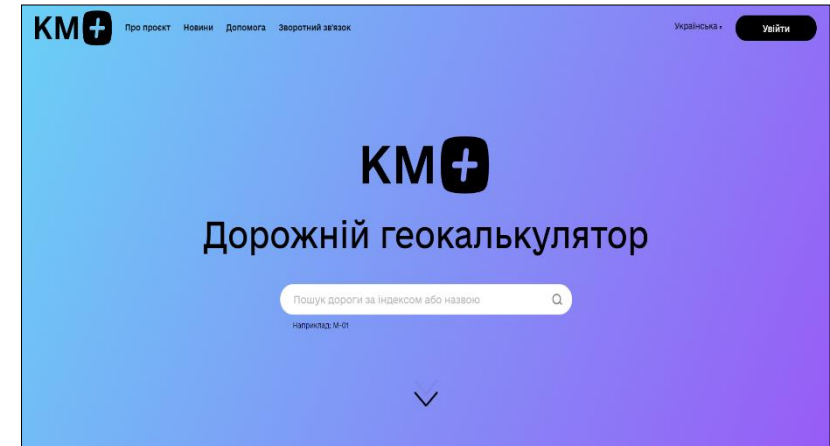 КМ+ Про проєкт Новини Допомога Зворотний зв'язок Українська Увійти
КМ+
Дорожній геокалькулятор
Пошук дороги за індексом або назвою
Наприклад: М-01